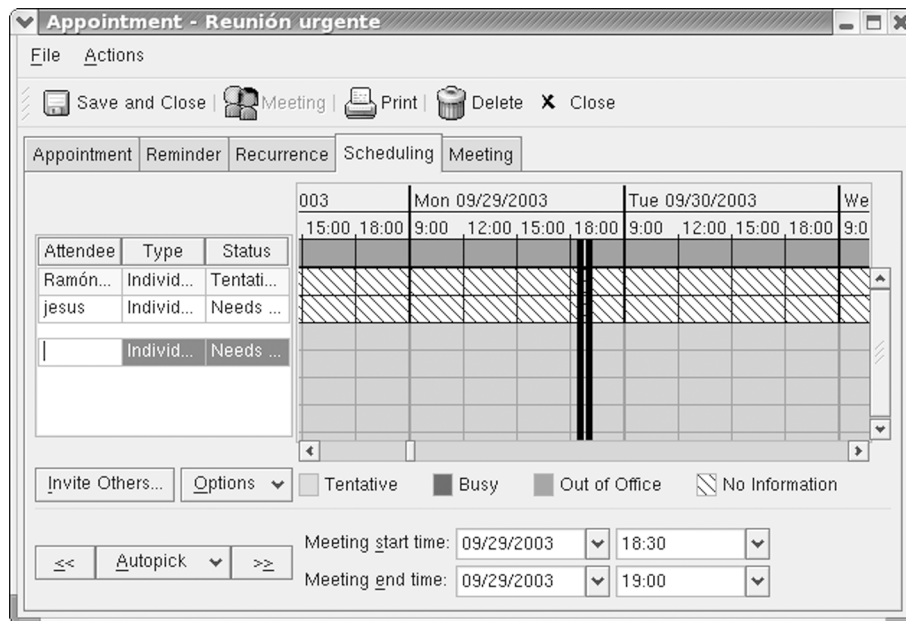 Appointment - Reunión urgente
File Actions
Save and Close Meeting Print Delete X Close
Appointment Reminder Recurrence Scheduling Meeting
003 Mon 09/29/2003 Tue 09/30/2003 We
15:00 18:00 9:00 12:00 15:00 18:00 9:00 12:00 15:00 18:00 9:0
Attendee Type Status
Ramón... Individ... Tentati...
jesus Individ... Needs ...
Individ... Needs ...
Invite Others... Options Tentative Busy Out of Office No Information
<< Autopick >>
Meeting start time: 09/29/2003 18:30
Meeting end time: 09/29/2003 19:00